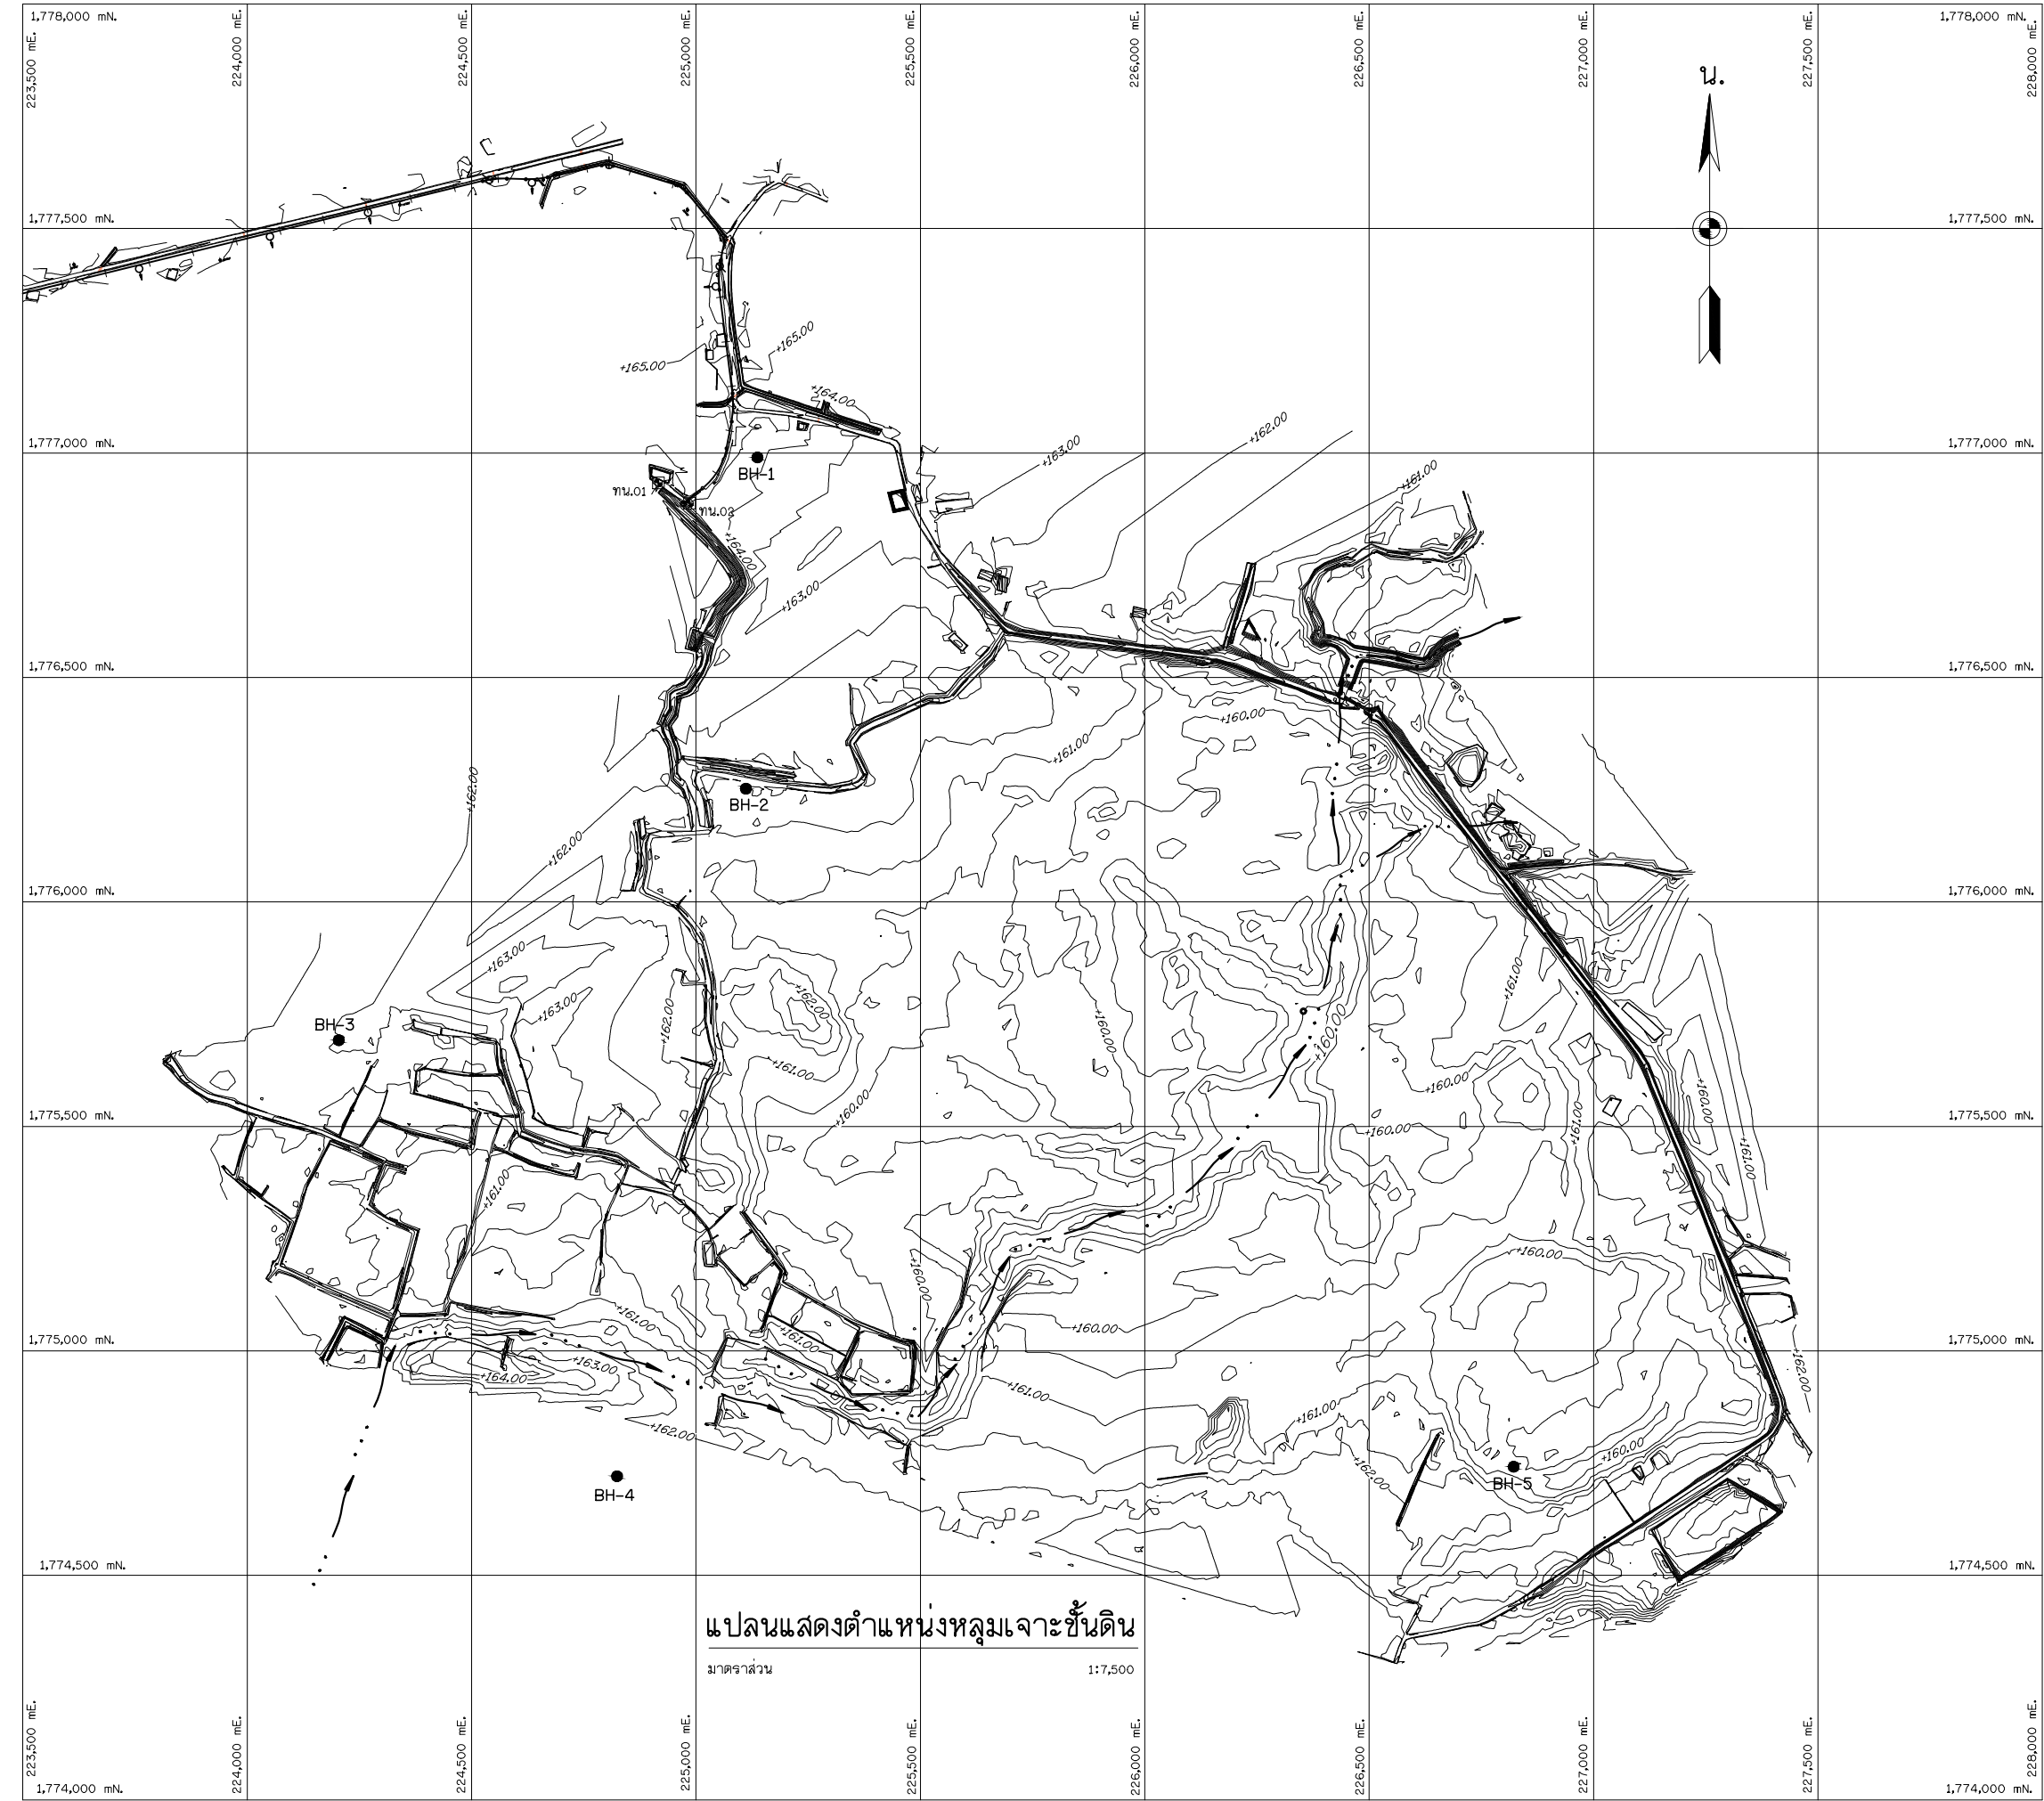 1,778,000 mN.
1,778,000 mN.
223,500 mE.
224,000 mE.
224,500 mE.
225,000 mE.
225,500 mE.
226,000 mE.
226,500 mE.
227,000 mE.
227,500 mE.
228,000 mE.
น.
1,777,500 mN.
1,777,500 mN.
+165.00
+165.00
+164.00
1,777,000 mN.
+162.00
+163.00
1,777,000 mN.
BH-1
+161.00
ทน.01
ทน.02
+164.00
+163.00
1,776,500 mN.
1,776,500 mN.
+160.00
+161.00
+162.00
BH-2
+162.00
1,776,000 mN.
1,776,000 mN.
+163.00
+163.00
+162.00
+162.00
+161.00
+160.00
+160.00
BH-3
+161.00
+160.00
+160.00
+160.00
+161.00
1,775,500 mN.
+160.00
+161.00
1,775,500 mN.
+161.00
+160.00
+160.00
+161.00
+161.00
+160.00
1,775,000 mN.
1,775,000 mN.
+163.00
+164.00
+162.00
+161.00
+161.00
+162.00
+160.00
+162.00
BH-4
BH-5
1,774,500 mN.
1,774,500 mN.
แปลนแสดงตำแหน่งหลุมเจาะชั้นดิน
มาตราส่วน 1:7,500
223,500 mE.
224,000 mE.
224,500 mE.
225,000 mE.
225,500 mE.
226,000 mE.
226,500 mE.
227,000 mE.
227,500 mE.
228,000 mE.
1,774,000 mN.
1,774,000 mN.